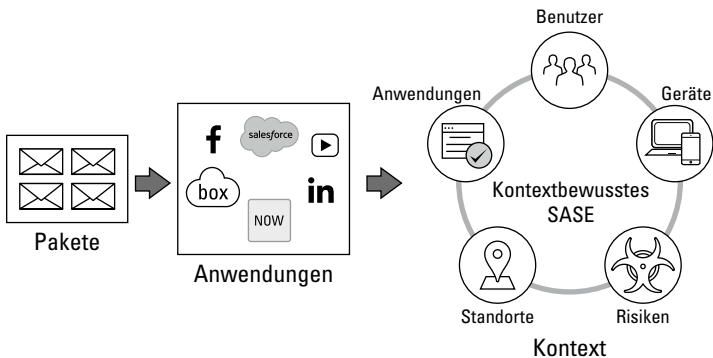 Pakete
f
salesforce
box
in
NOW
Anwendungen
Benutzer
Anwendungen
Geräte
Kontextbewusstes
SASE
Standorte
Risiken
Kontext